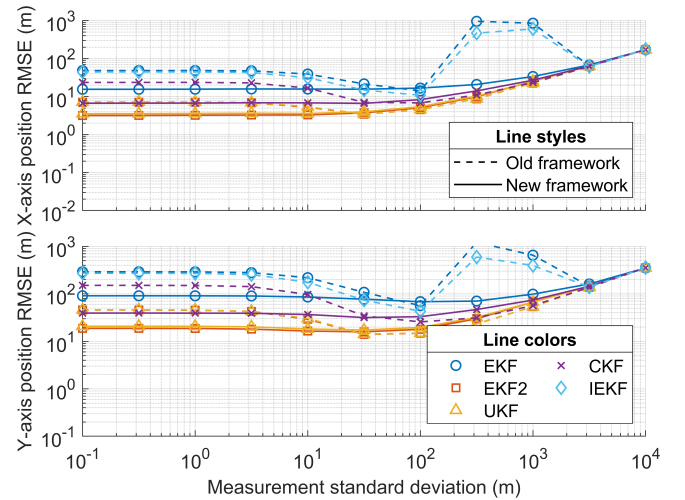 X-axis position RMSE (m)
10³
10²
10¹
10⁰
10⁻¹
10⁻²
Line styles
Old framework
New framework
Y-axis position RMSE (m)
10³
10²
10¹
10⁰
10⁻¹
Line colors
EKF
CKF
EKF2
IEKF
UKF
10⁻¹ 10⁰ 10¹ 10² 10³ 10⁴
Measurement standard deviation (m)